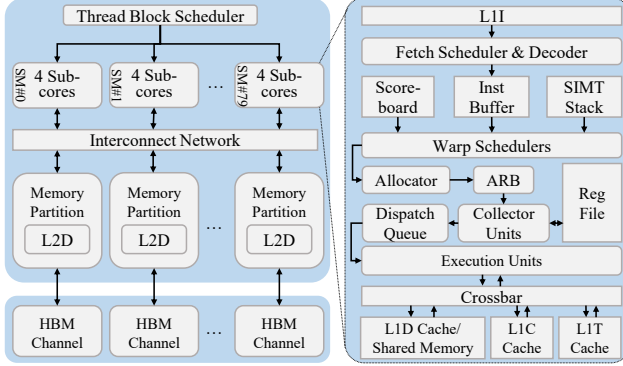 Thread Block Scheduler
SM#0
4 Sub-
cores
SM#1
4 Sub-
cores
...
SM#79
4 Sub-
cores
Interconnect Network
Memory
Partition
L2D
Memory
Partition
L2D
...
Memory
Partition
L2D
HBM
Channel
HBM
Channel
...
HBM
Channel
L1I
Fetch Scheduler & Decoder
Score-
board
Inst
Buffer
SIMT
Stack
Warp Schedulers
Allocator
ARB
Reg
File
Dispatch
Queue
Collector
Units
Execution Units
Crossbar
L1D Cache/
Shared Memory
L1C
Cache
L1T
Cache